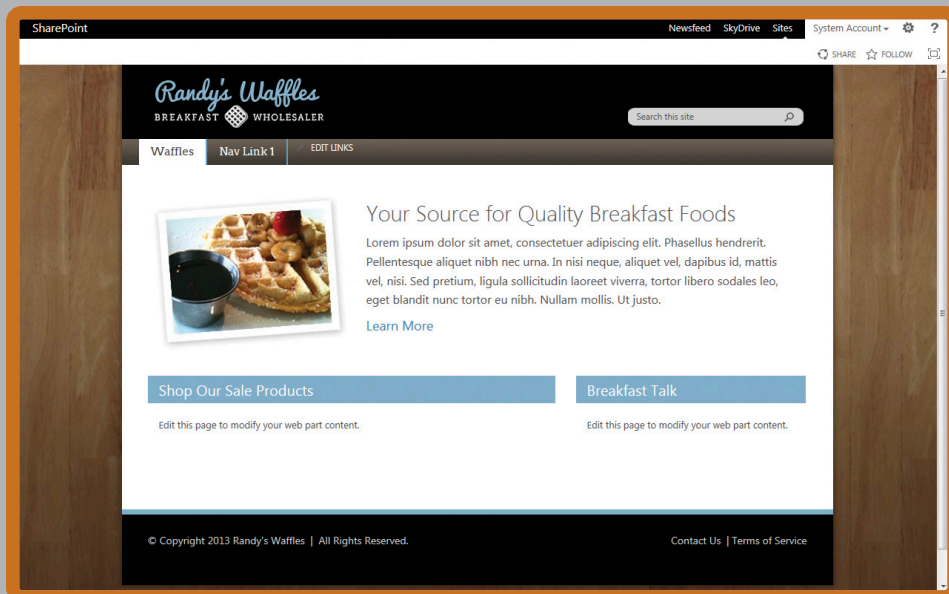 SharePoint
Newsfeed SkyDrive Sites System Account ?
SHARE FOLLOW
Randy's Waffles
BREAKFAST WHOLESALER
Search this site
Waffles Nav Link 1 EDIT LINKS
Your Source for Quality Breakfast Foods
Lorem ipsum dolor sit amet, consectetuer adipiscing elit. Phasellus hendrerit.
Pellentesque aliquet nibh nec urna. In nisi neque, aliquet vel, dapibus id, mattis
vel, nisi. Sed pretium, ligula sollicitudin laoreet viverra, tortor libero sodales leo,
eget blandit nunc tortor eu nibh. Nullam mollis. Ut justo.
Learn More
Shop Our Sale Products
Edit this page to modify your web part content.
Breakfast Talk
Edit this page to modify your web part content.
© Copyright 2013 Randy's Waffles | All Rights Reserved.
Contact Us | Terms of Service